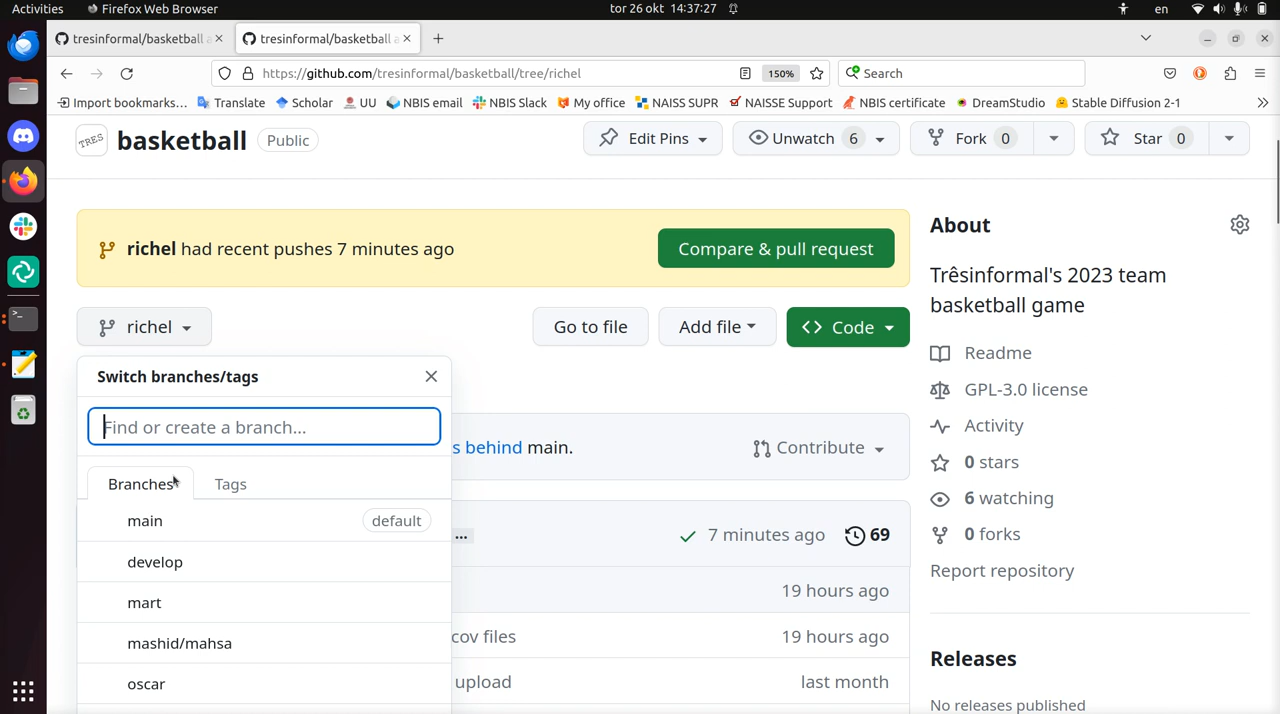 Activities Firefox Web Browser tor 26 okt 14:37:27 en
tresinformal/basketball a tresinformal/basketball a
https://github.com/tresinformal/basketball/tree/richel 150% Search
Import bookmarks... Translate Scholar UU NBIS email NBIS Slack My office NAISS SUPR NAISSE Support NBIS certificate DreamStudio Stable Diffusion 2-1
TRES basketball Public Edit Pins Unwatch 6 Fork 0 Star 0
richel had recent pushes 7 minutes ago Compare & pull request
richel Go to file Add file Code
Switch branches/tags
Find or create a branch...
s behind main. Contribute
Branches Tags
main default
... 7 minutes ago 69
develop
19 hours ago
mart
cov files 19 hours ago
mashid/mahsa
oscar
upload last month
About
Trêsinformal's 2023 team
basketball game
Readme
GPL-3.0 license
Activity
0 stars
6 watching
0 forks
Report repository
Releases
No releases published